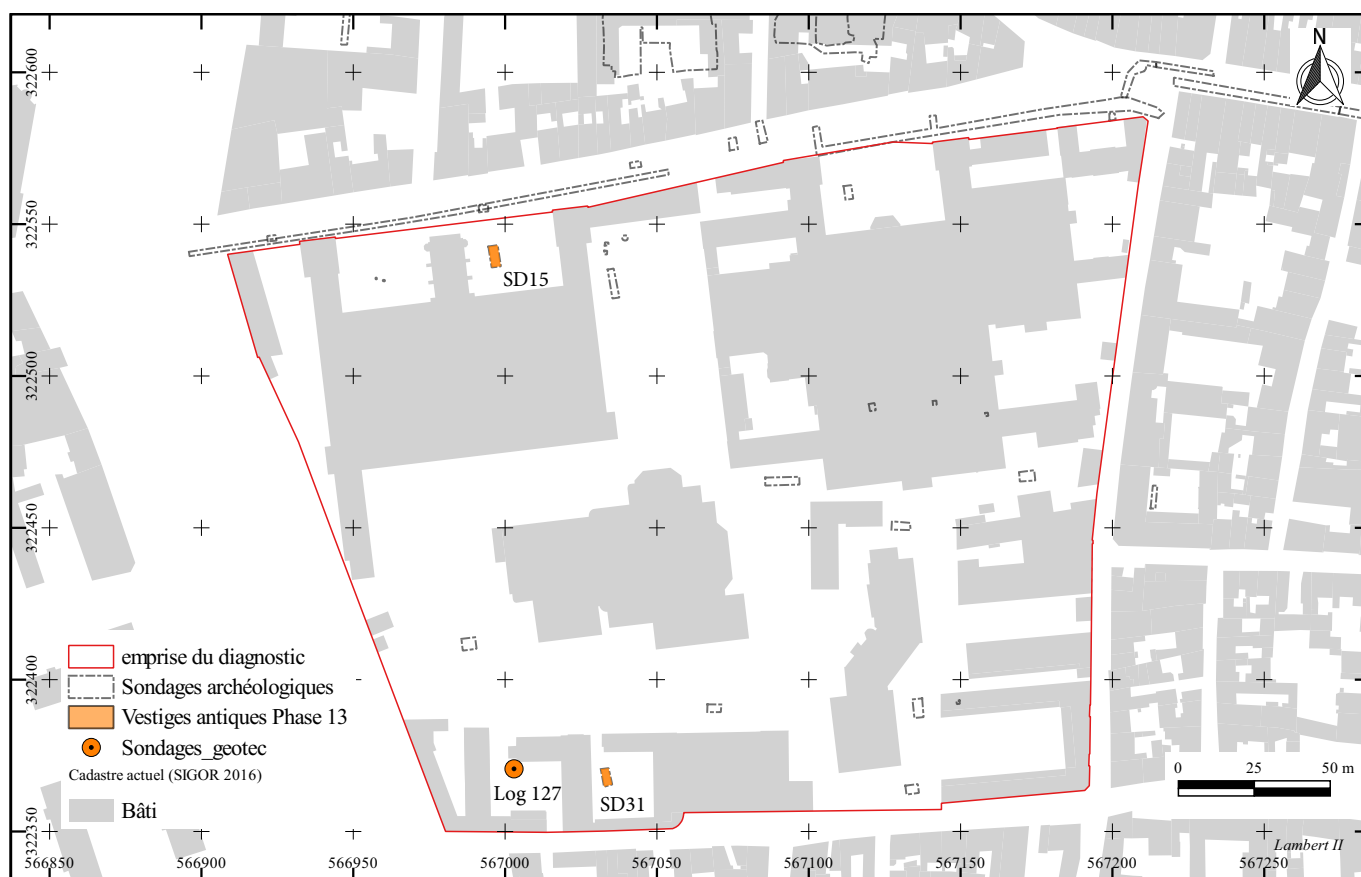 N
322600
322550
322500
322450
322400
322350
SD15
emprise du diagnostic
Sondages archéologiques
Vestiges antiques Phase 13
Sondages_geotec
Cadastre actuel (SIGOR 2016)
Bâti
Log 127
SD31
0 25 50 m
Lambert II
566850 566900 566950 567000 567050 567100 567150 567200 567250